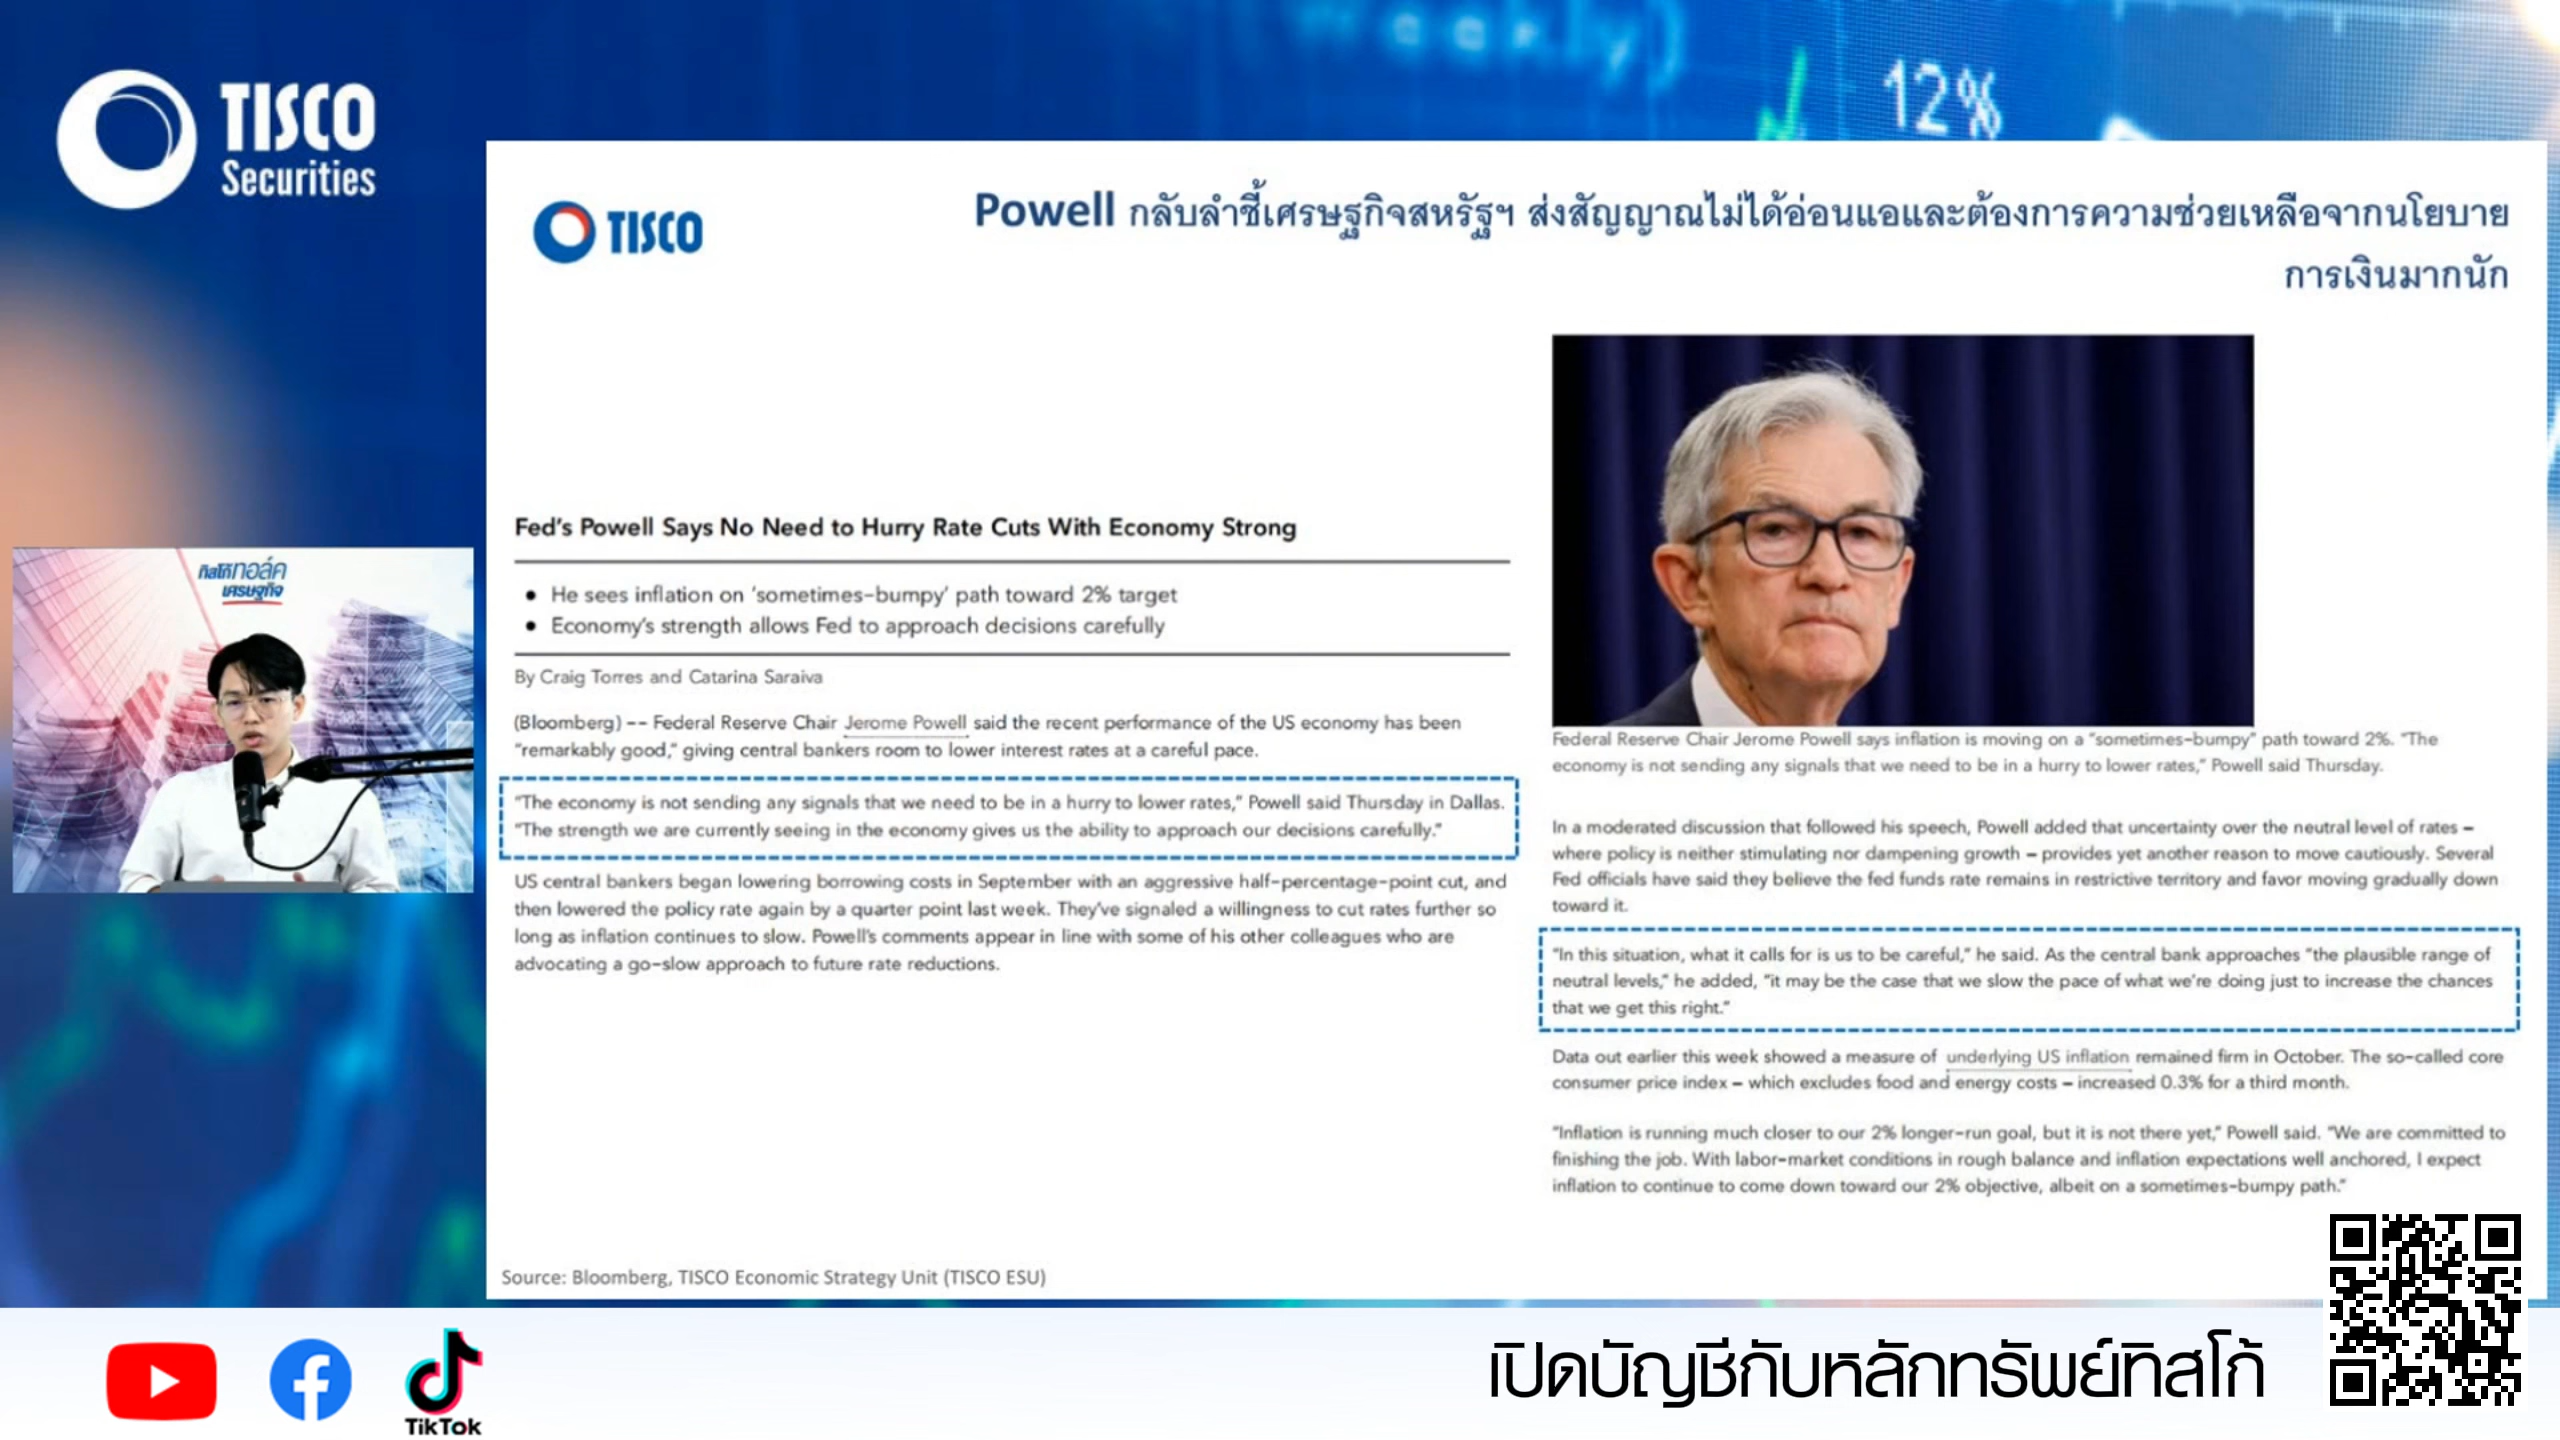 Weekly)
12%
TISCO
Securities
TISCO
Powell กลับลำชี้เศรษฐกิจสหรัฐฯ ส่งสัญญาณไม่ได้อ่อนแอและต้องการความช่วยเหลือจากนโยบาย
การเงินมากนัก
Fed's Powell Says No Need to Hurry Rate Cuts With Economy Strong
• He sees inflation on 'sometimes-bumpy' path toward 2% target
• Economy's strength allows Fed to approach decisions carefully
By Craig Torres and Catarina Saraiva
(Bloomberg) -- Federal Reserve Chair Jerome Powell said the recent performance of the US economy has been
"remarkably good," giving central bankers room to lower interest rates at a careful pace.
"The economy is not sending any signals that we need to be in a hurry to lower rates," Powell said Thursday in Dallas.
"The strength we are currently seeing in the economy gives us the ability to approach our decisions carefully."
US central bankers began lowering borrowing costs in September with an aggressive half-percentage-point cut, and
then lowered the policy rate again by a quarter point last week. They've signaled a willingness to cut rates further so
long as inflation continues to slow. Powell's comments appear in line with some of his other colleagues who are
advocating a go-slow approach to future rate reductions.
Federal Reserve Chair Jerome Powell says inflation is moving on a "sometimes-bumpy" path toward 2%. "The
economy is not sending any signals that we need to be in a hurry to lower rates," Powell said Thursday.
In a moderated discussion that followed his speech, Powell added that uncertainty over the neutral level of rates –
where policy is neither stimulating nor dampening growth – provides yet another reason to move cautiously. Several
Fed officials have said they believe the fed funds rate remains in restrictive territory and favor moving gradually down
toward it.
"In this situation, what it calls for is us to be careful," he said. As the central bank approaches "the plausible range of
neutral levels," he added, "it may be the case that we slow the pace of what we're doing just to increase the chances
that we get this right."
Data out earlier this week showed a measure of underlying US inflation remained firm in October. The so-called core
consumer price index – which excludes food and energy costs – increased 0.3% for a third month.
"Inflation is running much closer to our 2% longer-run goal, but it is not there yet," Powell said. "We are committed to
finishing the job. With labor-market conditions in rough balance and inflation expectations well anchored, I expect
inflation to continue to come down toward our 2% objective, albeit on a sometimes-bumpy path."
Source: Bloomberg, TISCO Economic Strategy Unit (TISCO ESU)
ทิสโก้ทอล์ค
เศรษฐกิจ
TikTok
เปิดบัญชีกับหลักทรัพย์ทิสโก้